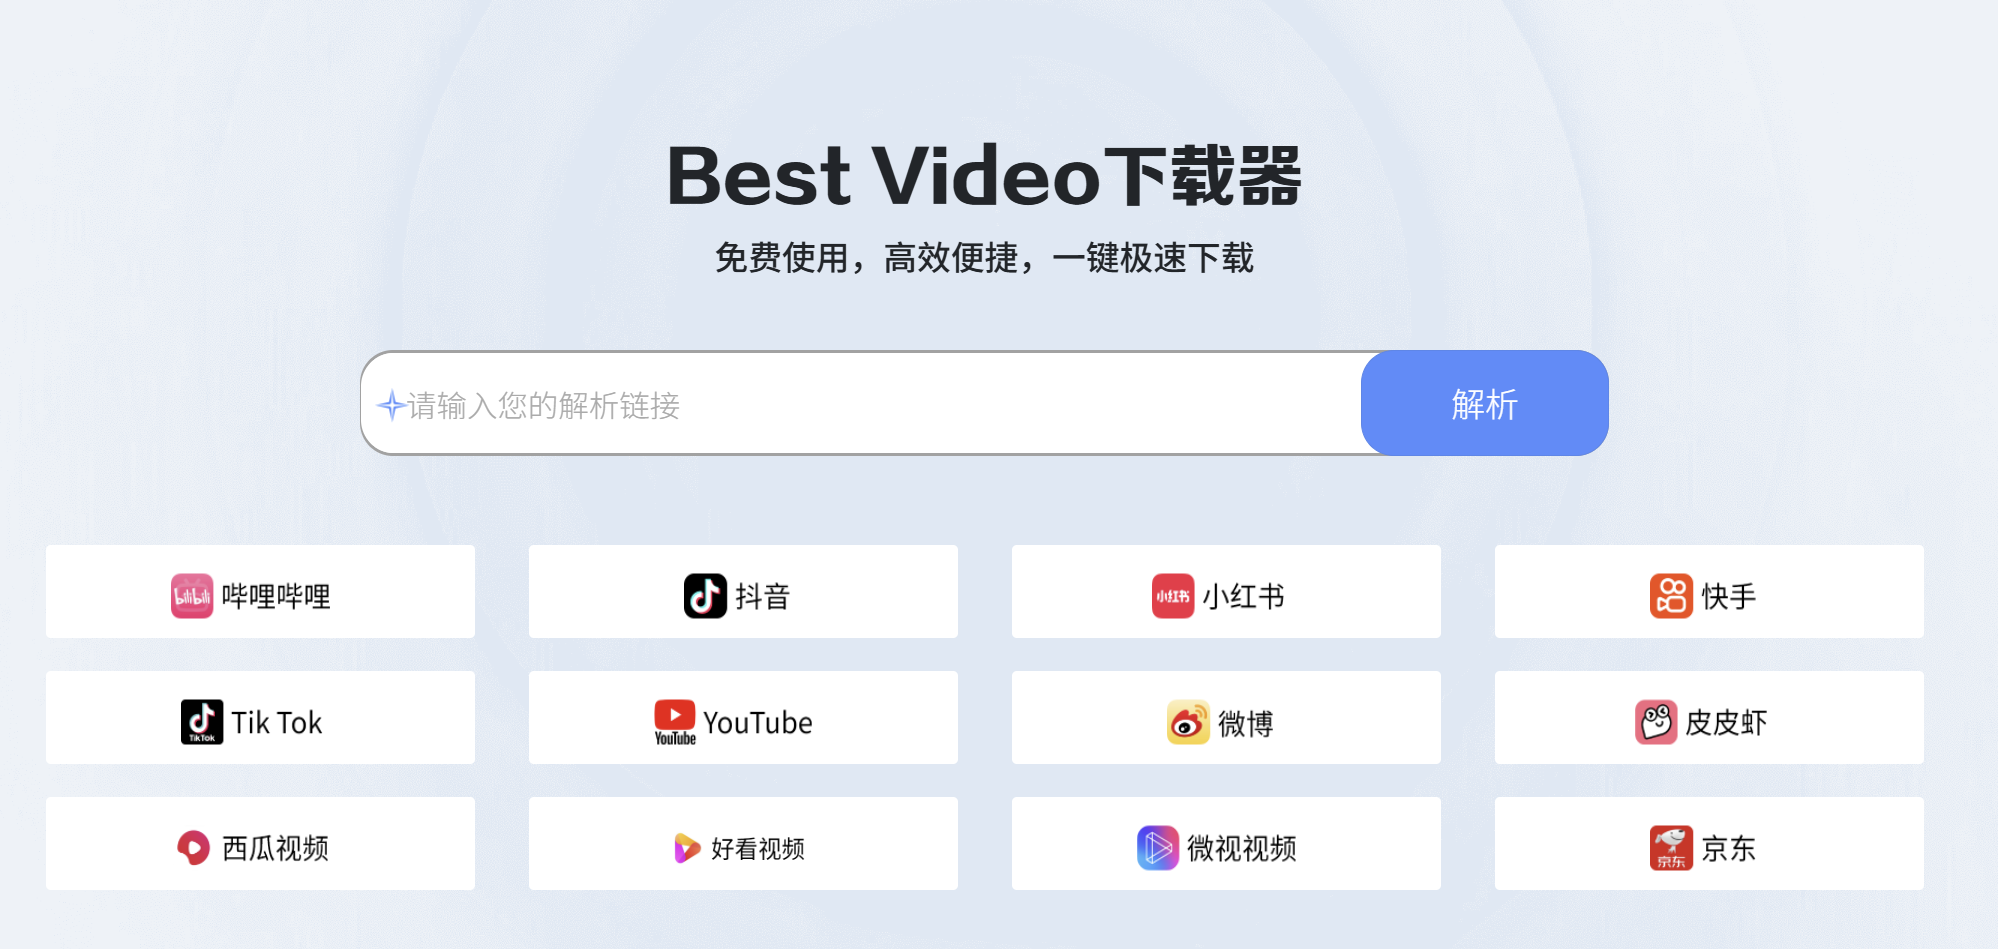 Best Video下载器
免费使用，高效便捷，一键极速下载
请输入您的解析链接
解析
bilibili 哔哩哔哩
抖音
小红书 小红书
快手
TikTok Tik Tok
YouTube YouTube
微博
皮皮虾
西瓜视频
好看视频
微视视频
京东 京东